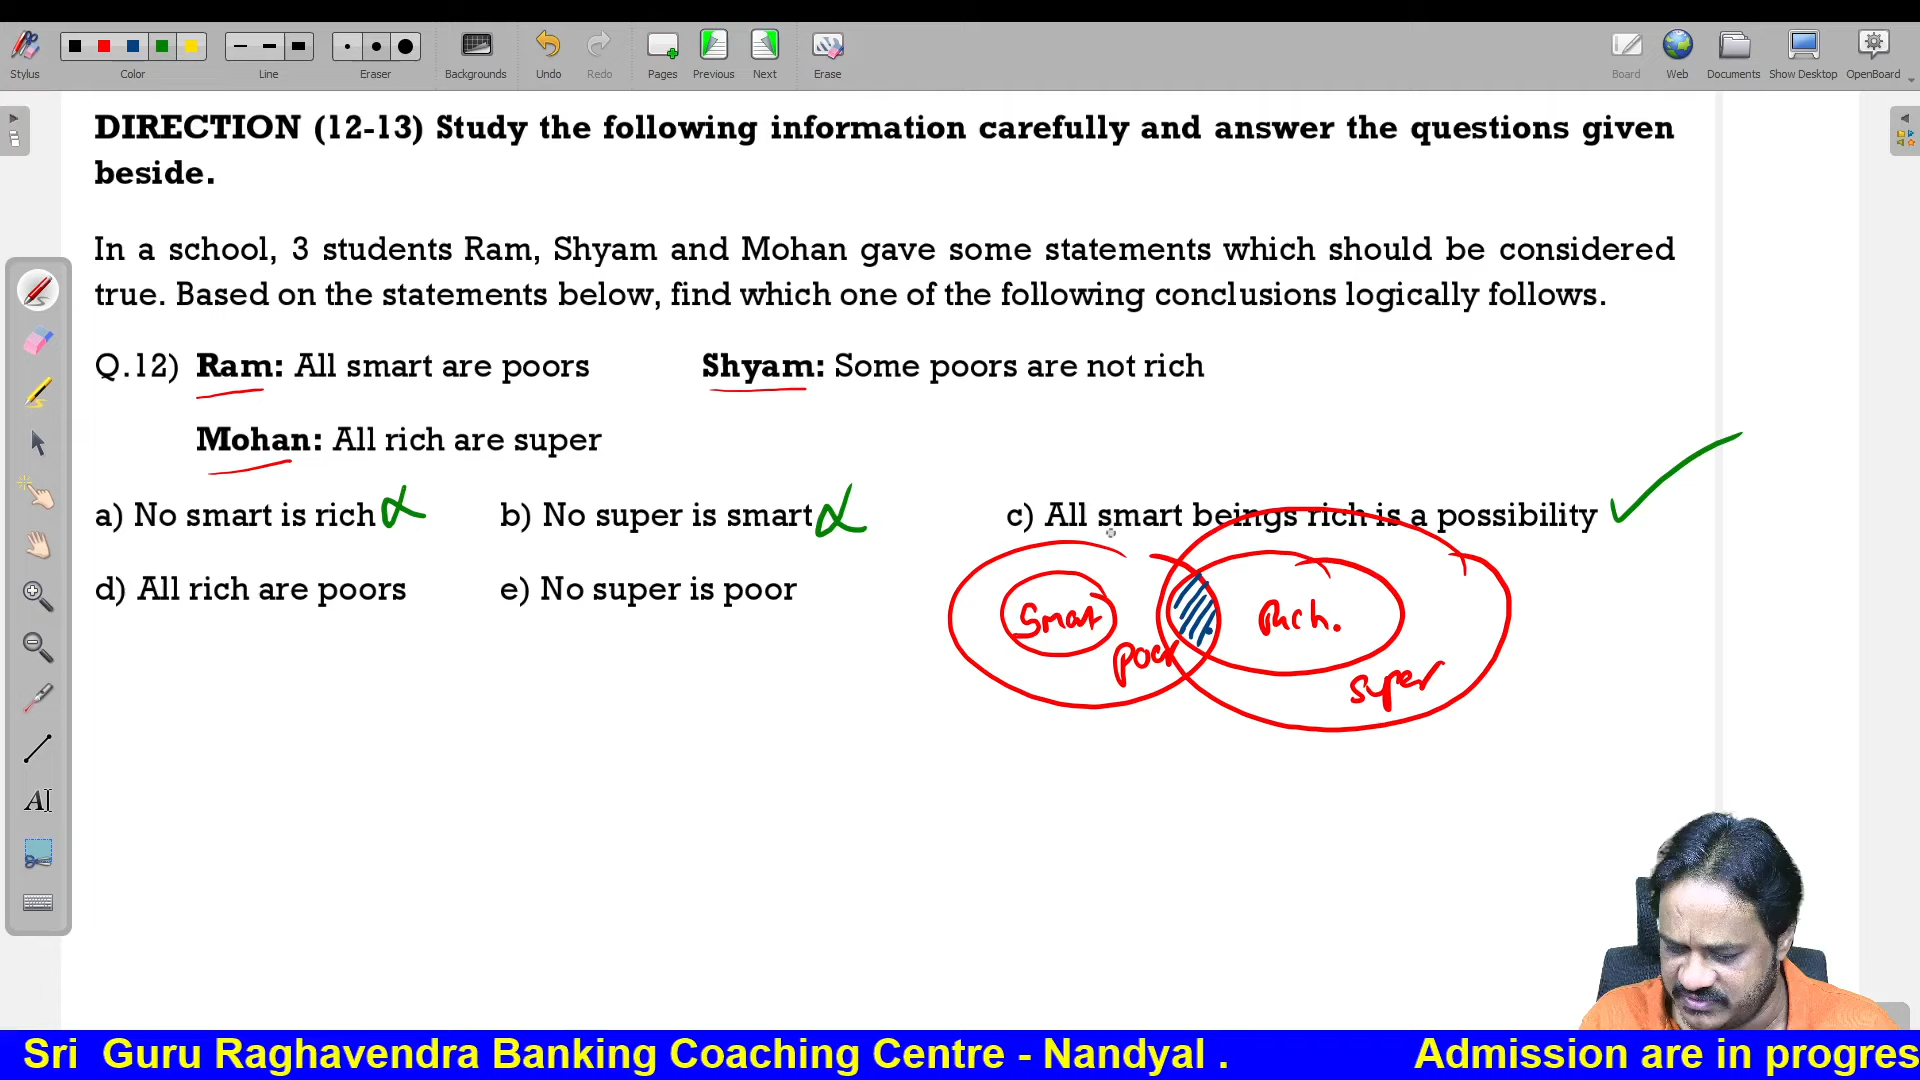 Stylus
Color
Line
Eraser
Backgrounds
Undo
Redo
Pages
Previous
Next
Erase
Board
Web
Documents
Show Desktop
OpenBoard
DIRECTION (12-13) Study the following information carefully and answer the questions given
beside.
In a school, 3 students Ram, Shyam and Mohan gave some statements which should be considered
true. Based on the statements below, find which one of the following conclusions logically follows.
Q.12) Ram: All smart are poors Shyam: Some poors are not rich
Mohan: All rich are super
a) No smart is rich b) No super is smart c) All smart beings rich is a possibility
d) All rich are poors e) No super is poor
Smart
Rich.
poor
super
AI
Sri Guru Raghavendra Banking Coaching Centre - Nandyal . Admission are in progres